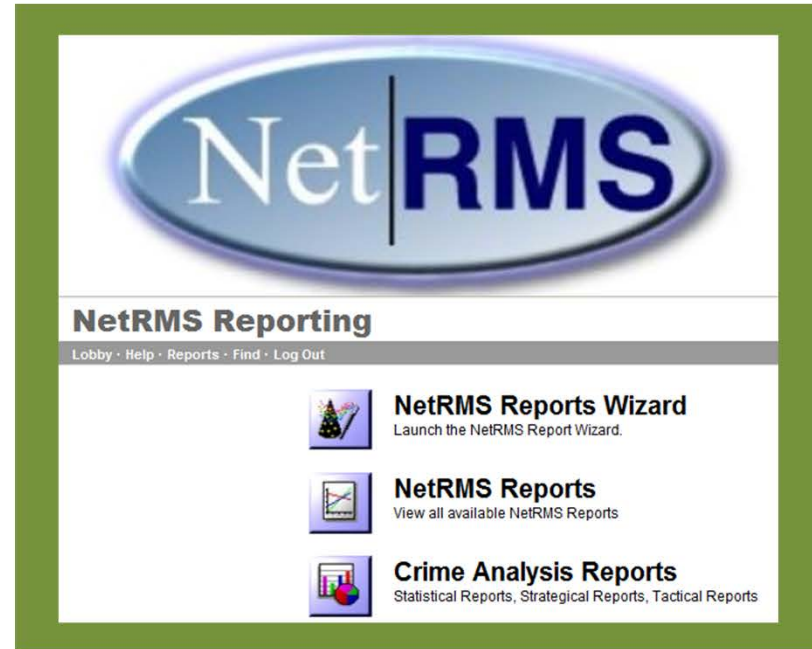 Net RMS
NetRMS Reporting
Lobby · Help · Reports · Find · Log Out
NetRMS Reports Wizard
Launch the NetRMS Report Wizard.
NetRMS Reports
View all available NetRMS Reports
Crime Analysis Reports
Statistical Reports, Strategical Reports, Tactical Reports